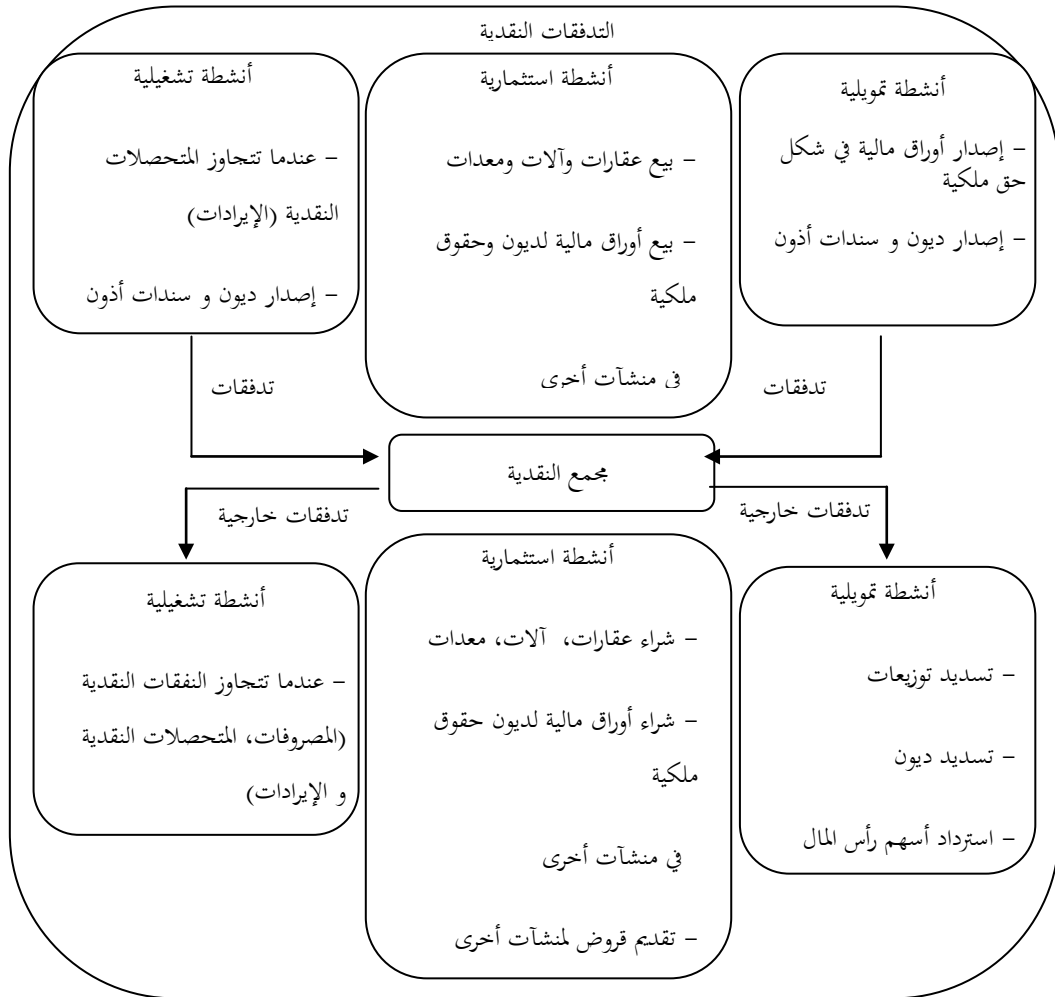 التدفقات النقدية
أنشطة تمويلية
– إصدار أوراق مالية في شكل
حق ملكية
– إصدار ديون و سندات أذون
أنشطة استثمارية
– بيع عقارات وآلات ومعدات
– بيع أوراق مالية لديون وحقوق
ملكية
في منشآت أخرى
أنشطة تشغيلية
– عندما تتجاوز المتحصلات
النقدية (الإيرادات)
– إصدار ديون و سندات أذون
تدفقات
تدفقات
مجمع النقدية
تدفقات خارجية
تدفقات خارجية
أنشطة تمويلية
– تسديد توزيعات
– تسديد ديون
– استرداد أسهم رأس المال
أنشطة استثمارية
– شراء عقارات، آلات، معدات
– شراء أوراق مالية لديون حقوق
ملكية
في منشآت أخرى
– تقديم قروض لمنشآت أخرى
أنشطة تشغيلية
– عندما تتجاوز النفقات النقدية
(المصروفات، المتحصلات النقدية
و الإيرادات)